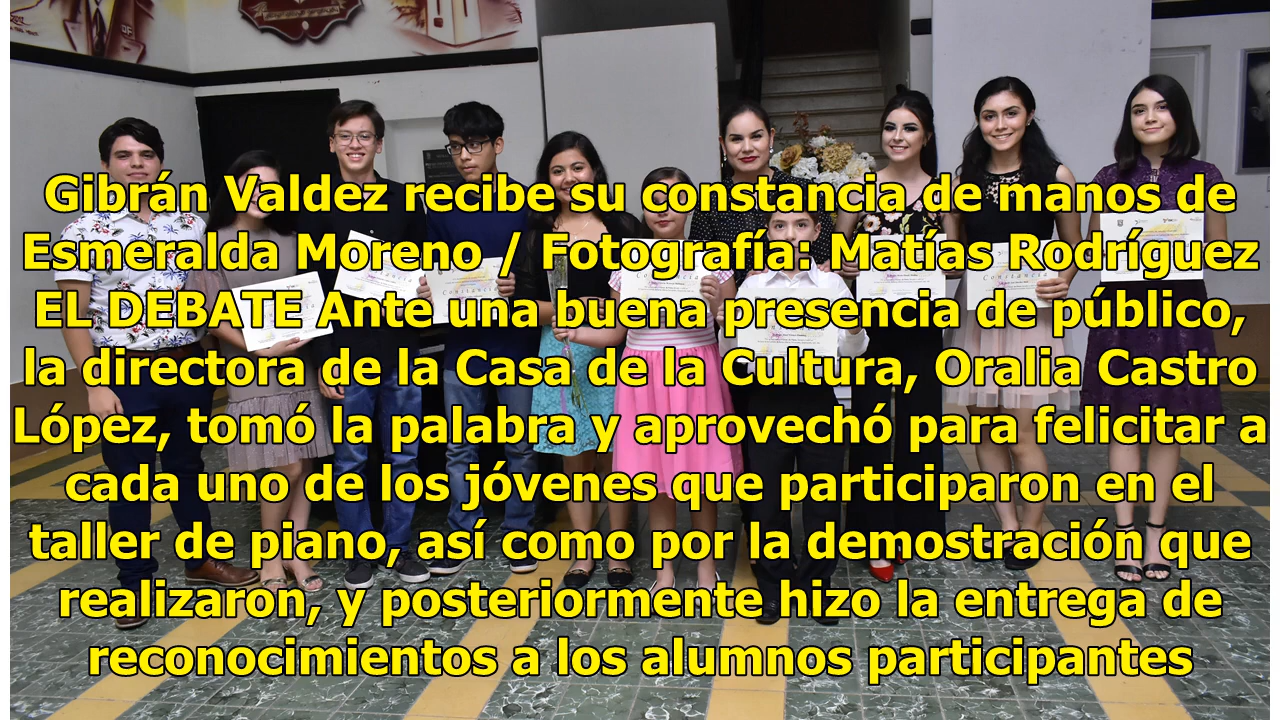 Gibrán Valdez recibe su constancia de manos de
Esmeralda Moreno / Fotografía: Matías Rodríguez
EL DEBATE Ante una buena presencia de público,
la directora de la Casa de la Cultura, Oralia Castro
López, tomó la palabra y aprovechó para felicitar a
cada uno de los jóvenes que participaron en el
taller de piano, así como por la demostración que
realizaron, y posteriormente hizo la entrega de
reconocimientos a los alumnos participantes
Constancia
Constancia
Constancia